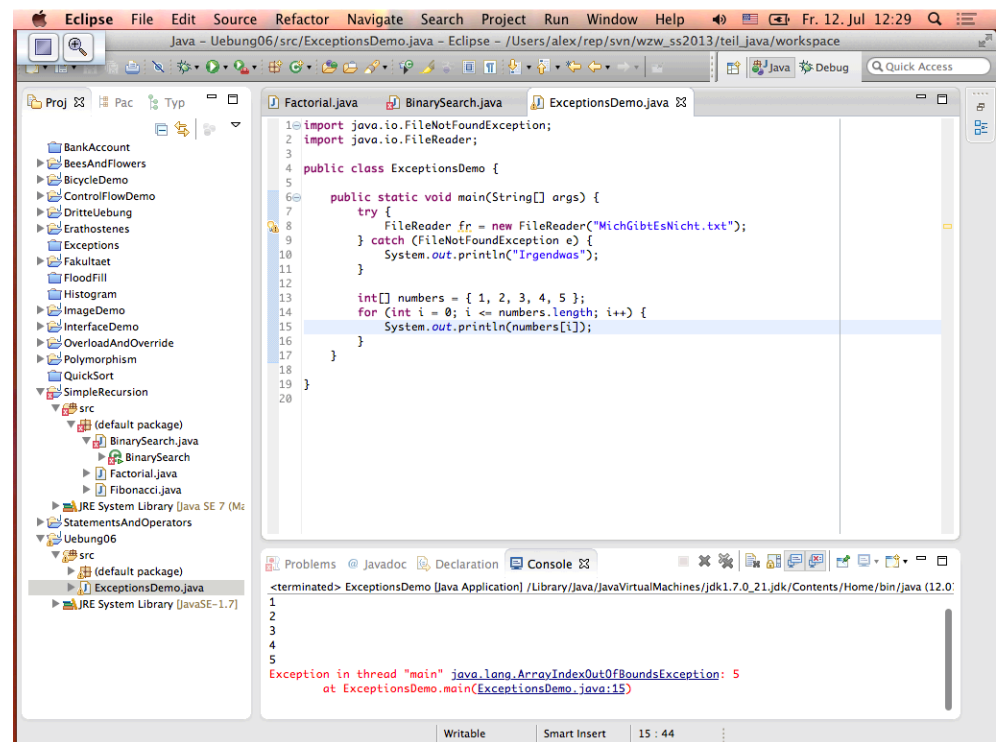 Eclipse File Edit Source Refactor Navigate Search Project Run Window Help Fr. 12. Jul 12:29
Java – Uebung06/src/ExceptionsDemo.java – Eclipse – /Users/alex/rep/svn/wzw_ss2013/teil_java/workspace
Java Debug Quick Access
Proj Pac Typ
BankAccount
BeesAndFlowers
BicycleDemo
ControlFlowDemo
DritteUebung
Erathostenes
Exceptions
Fakultaet
FloodFill
Histogram
ImageDemo
InterfaceDemo
OverloadAndOverride
Polymorphism
QuickSort
SimpleRecursion
src
(default package)
BinarySearch.java
BinarySearch
Factorial.java
Fibonacci.java
JRE System Library [Java SE 7 (Ma
StatementsAndOperators
Uebung06
src
(default package)
ExceptionsDemo.java
JRE System Library [JavaSE-1.7]
Factorial.java BinarySearch.java ExceptionsDemo.java
1 import java.io.FileNotFoundException;
2 import java.io.FileReader;
3
4 public class ExceptionsDemo {
5
6 public static void main(String[] args) {
7 try {
8 FileReader fr = new FileReader("MichGibtEsNicht.txt");
9 } catch (FileNotFoundException e) {
10 System.out.println("Irgendwas");
11 }
12
13 int[] numbers = { 1, 2, 3, 4, 5 };
14 for (int i = 0; i <= numbers.length; i++) {
15 System.out.println(numbers[i]);
16 }
17 }
18
19 }
20
Problems @ Javadoc Declaration Console
<terminated> ExceptionsDemo [Java Application] /Library/Java/JavaVirtualMachines/jdk1.7.0_21.jdk/Contents/Home/bin/java (12.0
1
2
3
4
5
Exception in thread "main" java.lang.ArrayIndexOutOfBoundsException: 5
at ExceptionsDemo.main(ExceptionsDemo.java:15)
Writable Smart Insert 15 : 44